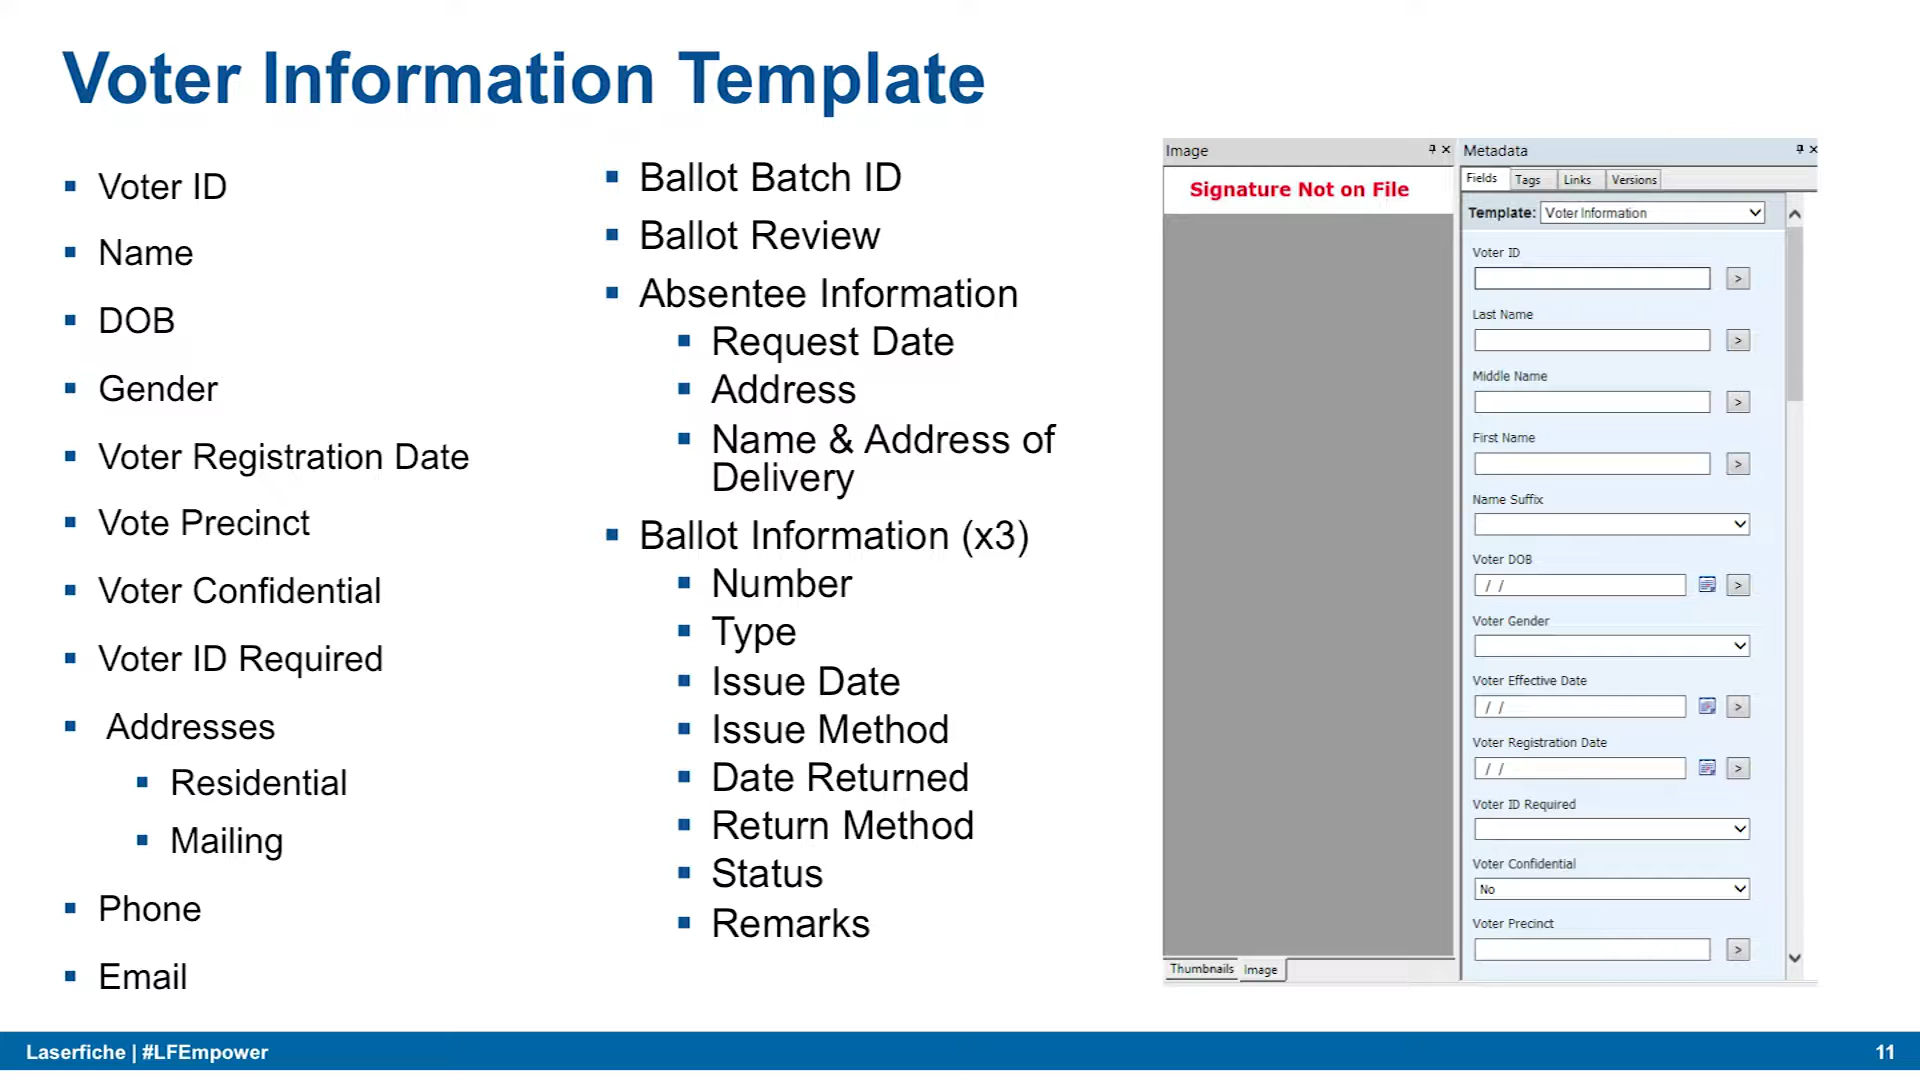 Voter Information Template
Voter ID
Name
DOB
Gender
Voter Registration Date
Vote Precinct
Voter Confidential
Voter ID Required
Addresses
Residential
Mailing
Phone
Email
Ballot Batch ID
Ballot Review
Absentee Information
Request Date
Address
Name & Address of
Delivery
Ballot Information (x3)
Number
Type
Issue Date
Issue Method
Date Returned
Return Method
Status
Remarks
Image
Signature Not on File
Thumbnails Image
Metadata
Fields Tags Links Versions
Template: Voter Information
Voter ID
>
Last Name
>
Middle Name
>
First Name
>
Name Suffix
Voter DOB
/ / >
Voter Gender
Voter Effective Date
/ / >
Voter Registration Date
/ / >
Voter ID Required
Voter Confidential
No
Voter Precinct
>
Laserfiche | #LFEmpower
11